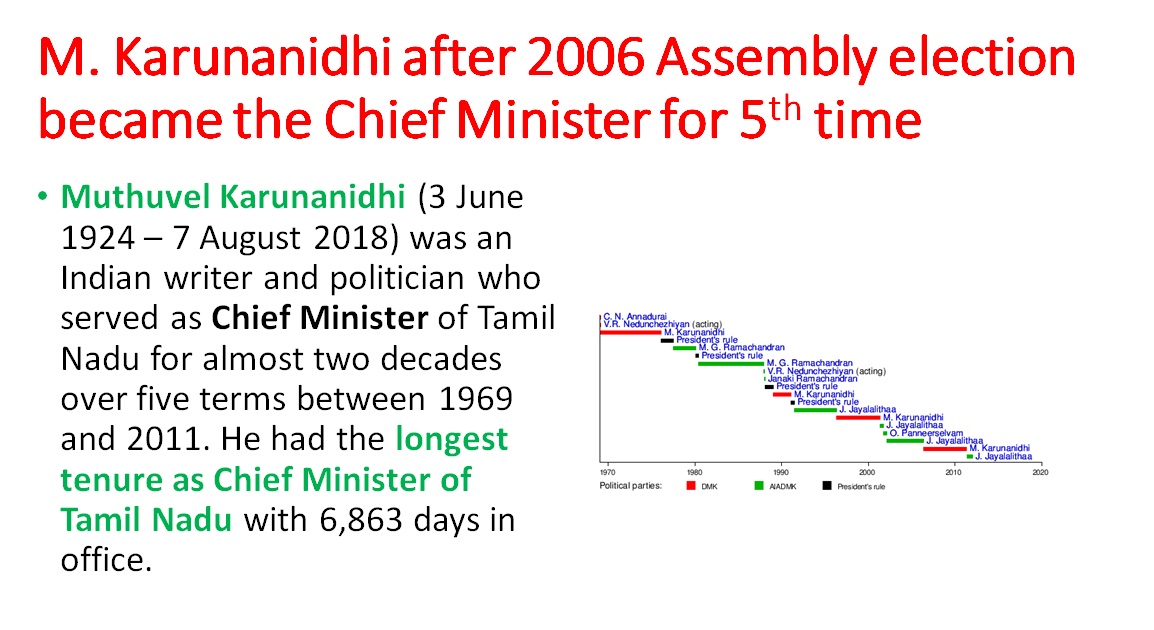 M. Karunanidhi after 2006 Assembly election
became the Chief Minister for 5th time
• Muthuvel Karunanidhi (3 June
1924 – 7 August 2018) was an
Indian writer and politician who
served as Chief Minister of Tamil
Nadu for almost two decades
over five terms between 1969
and 2011. He had the longest
tenure as Chief Minister of
Tamil Nadu with 6,863 days in
office.
C. N. Annadurai
V.R. Nedunchezhiyan (acting)
M. Karunanidhi
President's rule
M. G. Ramachandran
President's rule
M. G. Ramachandran
V.R. Nedunchezhiyan (acting)
Janaki Ramachandran
President's rule
M. Karunanidhi
President's rule
J. Jayalalithaa
M. Karunanidhi
J. Jayalalithaa
O. Panneerselvam
J. Jayalalithaa
M. Karunanidhi
J. Jayalalithaa
1970 1980 1990 2000 2010 2020
Political parties: DMK AIADMK President's rule